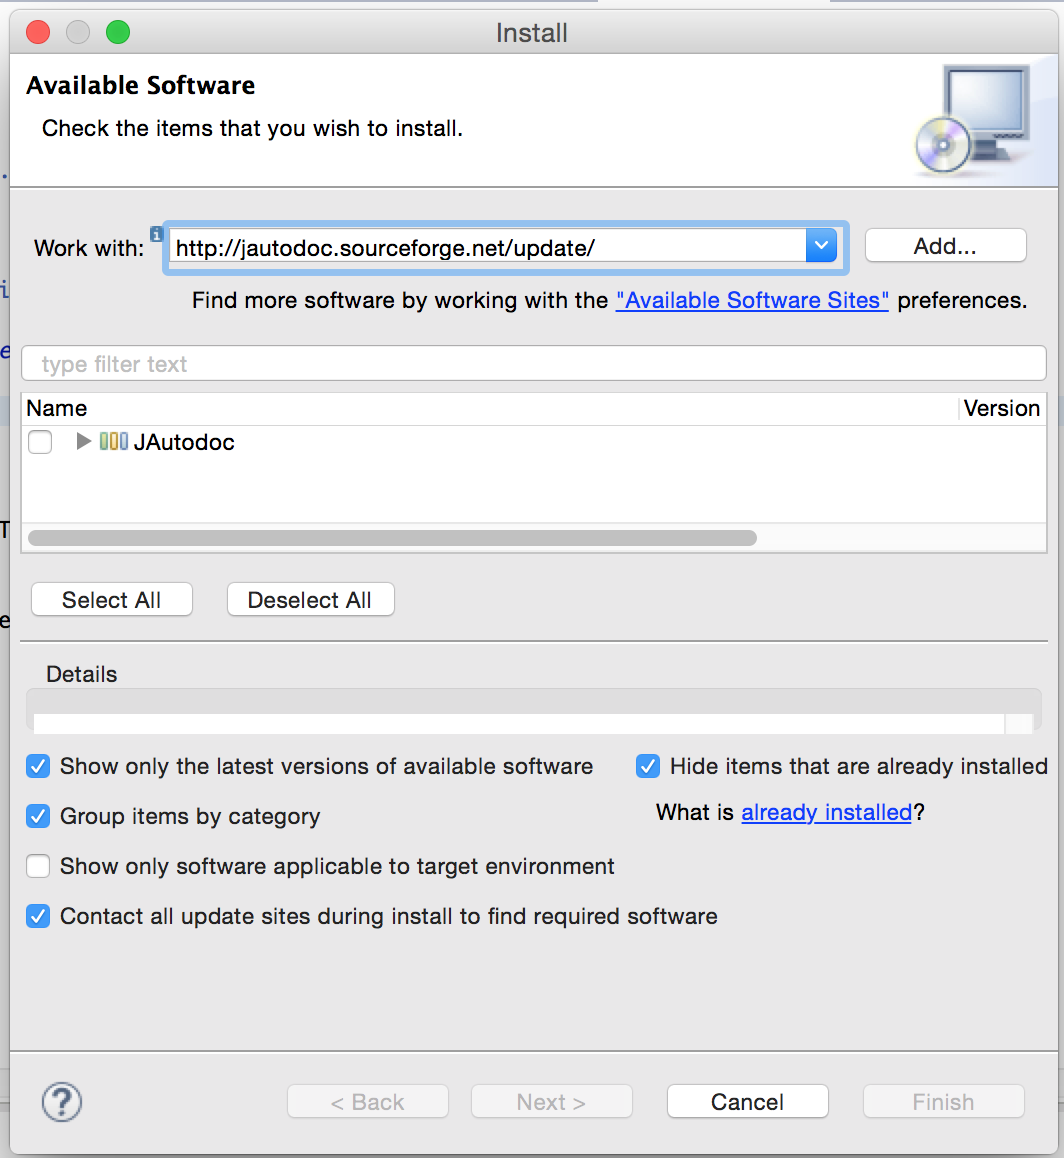 Install
Available Software
Check the items that you wish to install.
Work with: http://jautodoc.sourceforge.net/update/ Add...
Find more software by working with the "Available Software Sites" preferences.
type filter text
Name Version
JAutodoc
Select All Deselect All
Details
Show only the latest versions of available software Hide items that are already installed
Group items by category What is already installed?
Show only software applicable to target environment
Contact all update sites during install to find required software
? < Back Next > Cancel Finish